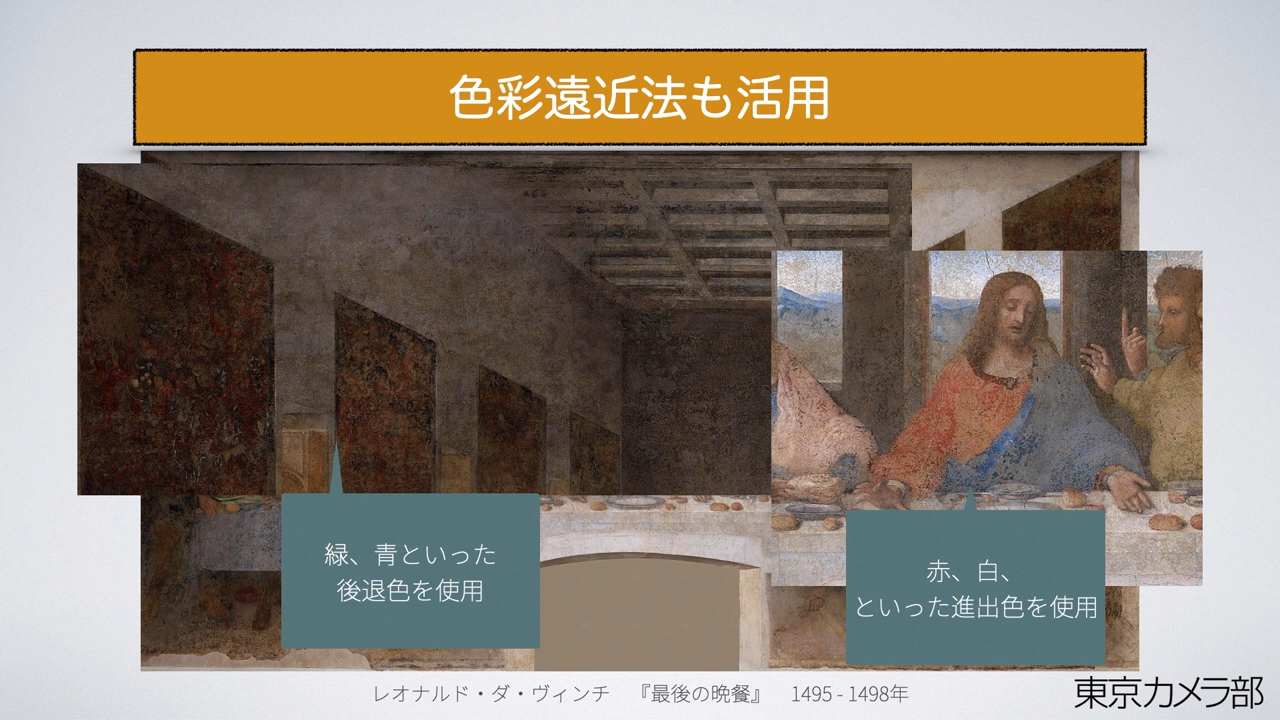 色彩遠近法も活用
緑、青といった
後退色を使用
赤、白、
といった進出色を使用
レオナルド・ダ・ヴィンチ 『最後の晩餐』 1495 - 1498年
東京カメラ部